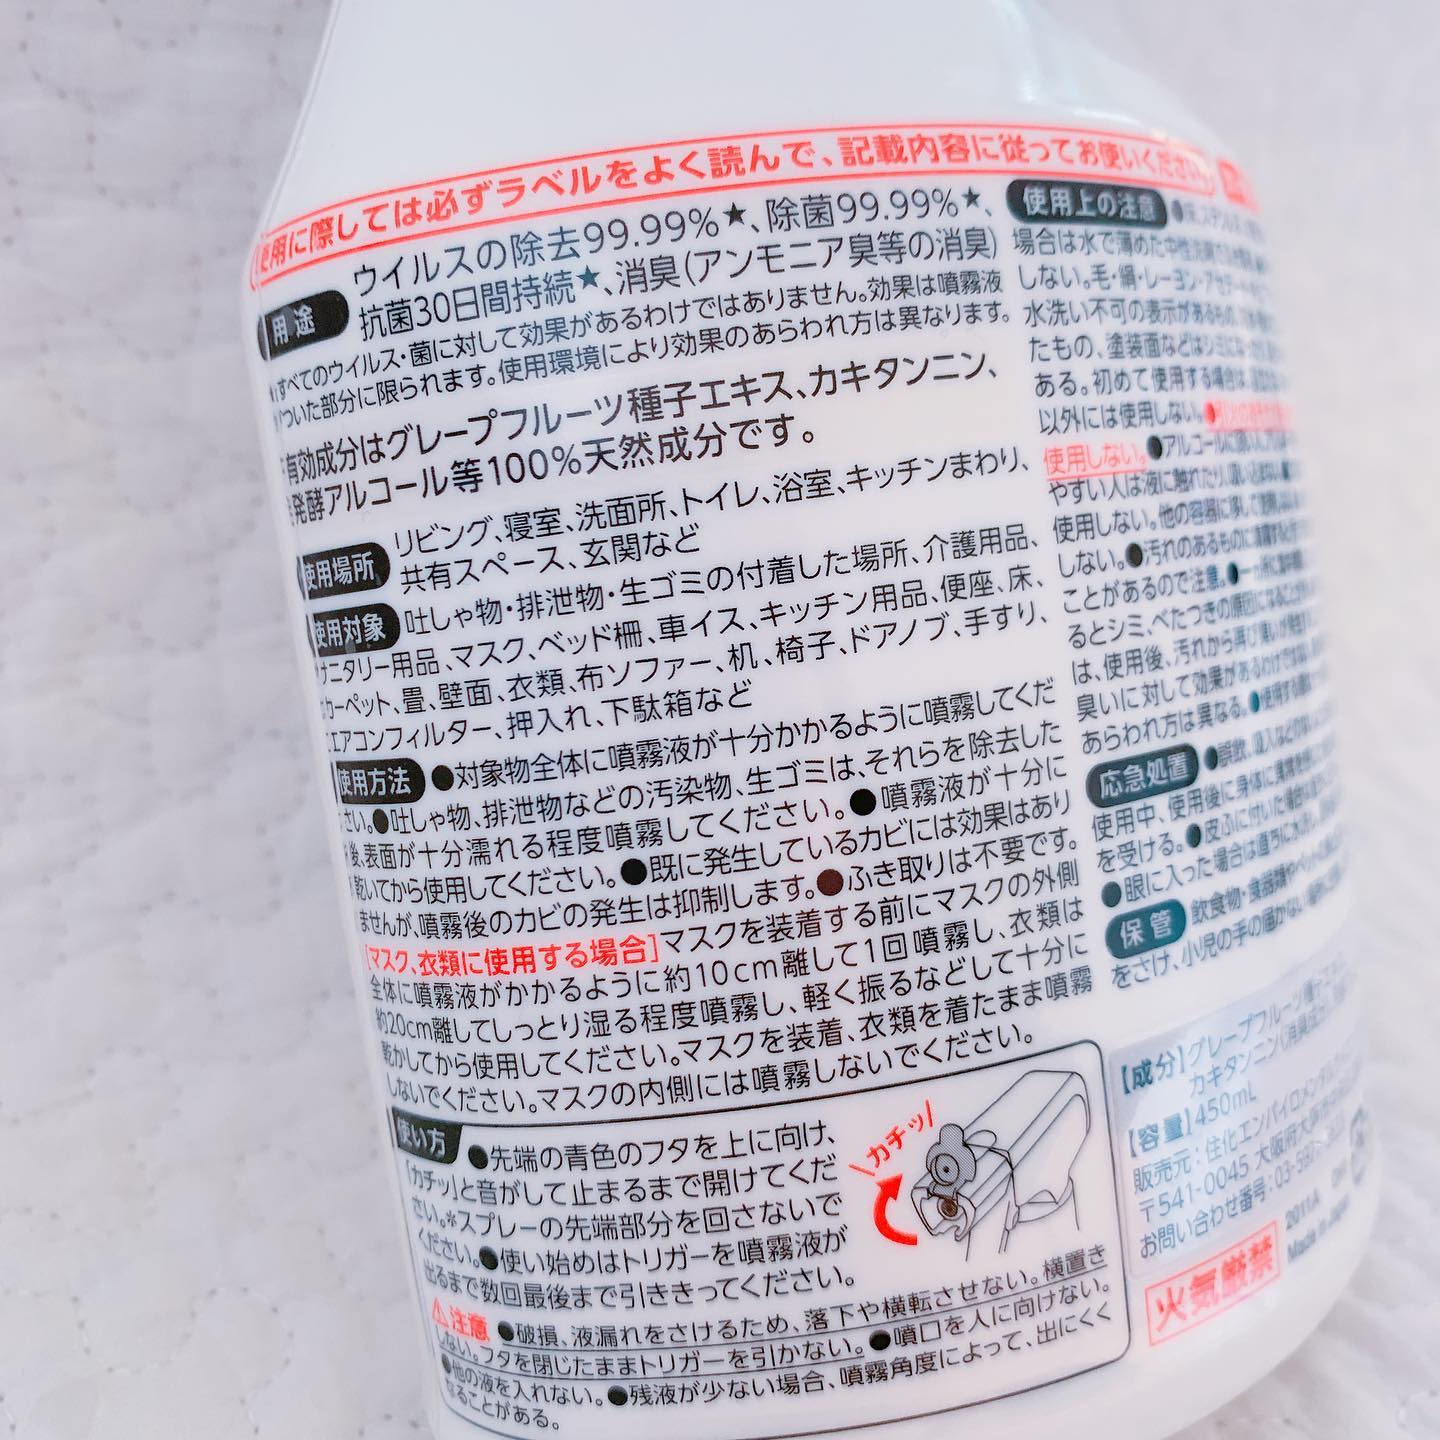 使用に際しては必ずラベルをよく読んで、記載内容に従ってお使いください。
用途
ウイルスの除去99.99%★、除菌99.99%★、
抗菌30日間持続★、消臭(アンモニア臭等の消臭)
★すべてのウイルス・菌に対して効果があるわけではありません。効果は噴霧液
がついた部分に限られます。使用環境により効果のあらわれ方は異なります。
有効成分はグレープフルーツ種子エキス、カキタンニン、
発酵アルコール等100%天然成分です。
使用場所
リビング、寝室、洗面所、トイレ、浴室、キッチンまわり、
共有スペース、玄関など
使用対象
吐しゃ物・排泄物・生ゴミの付着した場所、介護用品、
サニタリー用品、マスク、ベッド柵、車イス、キッチン用品、便座、床、
カーペット、畳、壁面、衣類、布ソファー、机、椅子、ドアノブ、手すり、
エアコンフィルター、押入れ、下駄箱など
使用方法
●対象物全体に噴霧液が十分かかるように噴霧してくだ
さい。●吐しゃ物、排泄物などの汚染物、生ゴミは、それらを除去した
後、表面が十分濡れる程度噴霧してください。●噴霧液が十分に
乾いてから使用してください。●既に発生しているカビには効果はあり
ませんが、噴霧後のカビの発生は抑制します。●ふき取りは不要です。
[マスク、衣類に使用する場合]マスクを装着する前にマスクの外側
全体に噴霧液がかかるように約10cm離して1回噴霧し、衣類は
約20cm離してしっとり湿る程度噴霧し、軽く振るなどして十分に
乾かしてから使用してください。マスクを装着、衣類を着たまま噴霧
しないでください。マスクの内側には噴霧しないでください。
使い方
●先端の青色のフタを上に向け、
「カチッ」と音がして止まるまで開けてくだ
さい。*スプレーの先端部分を回さないで
ください。●使い始めはトリガーを噴霧液が
出るまで数回最後まで引ききってください。
カチッ
注意
●破損、液漏れをさけるため、落下や横転させない。横置き
しない。フタを閉じたままトリガーを引かない。●噴口を人に向けない。
●他の液を入れない。●残液が少ない場合、噴霧角度によって、出にくく
なることがある。
使用上の注意
場合は水で薄めた中性洗剤
しない。毛・絹・レーヨン・アセテート
水洗い不可の表示があるもの、
たもの、塗装面などはシミになっ
ある。初めて使用する場合は、
以外には使用しない。
使用しない。●アルコールに
やすい人は液に触れたり、吸い込まない。
使用しない。他の容器に移して
しない。●汚れのあるものに
ことがあるので注意。
るとシミ、べたつきの原因になる
は、使用後、汚れから再び
臭いに対して効果があるわけではない。
あらわれ方は異なる。●使用する
応急処置
●誤飲、吸入など
使用中、使用後に身体に異常を
を受ける。●皮ふに付いた場合は直ちに水
●眼に入った場合は
保管
飲食物・食器類やペット
をさけ、小児の手の届かない
【成分】グレープフルーツ種子エキス
カキタンニン(消臭成分)
【容量】450mL
販売元:住化エンバイロメンタル
〒541-0045 大阪府大阪市
お問い合わせ番号:03-597
2011A
Made in Japan
火気厳禁